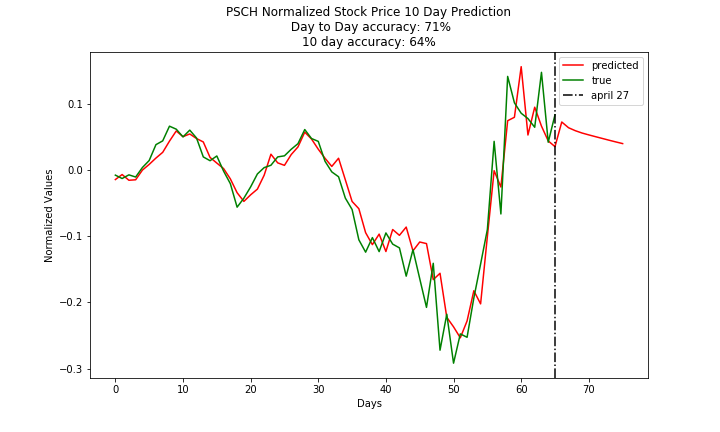 PSCH Normalized Stock Price 10 Day Prediction
Day to Day accuracy: 71%
10 day accuracy: 64%
predicted
true
april 27
0.1
0.0
−0.1
−0.2
−0.3
Normalized Values
0 10 20 30 40 50 60 70
Days